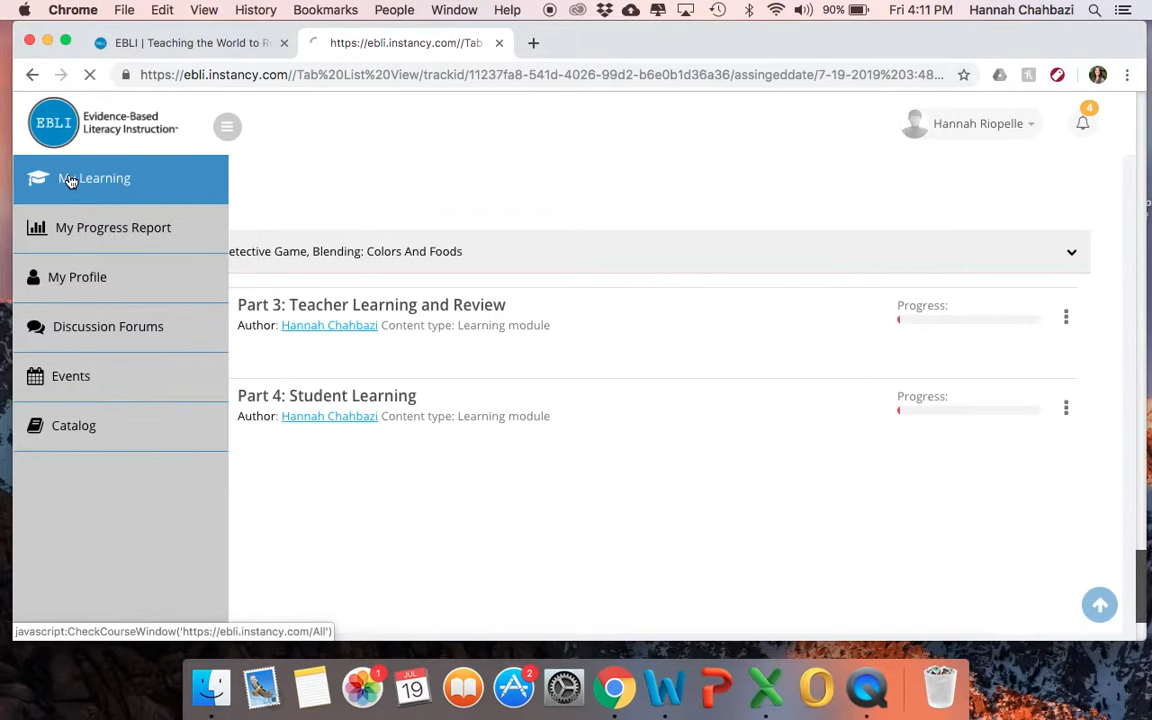 Chrome File Edit View History Bookmarks People Window Help 90% Fri 4:11 PM Hannah Chahbazi
EBLI | Teaching the World to R
https://ebli.instancy.com//Tab
https://ebli.instancy.com//Tab%20List%20View/trackid/11237fa8-541d-4026-99d2-b6e0b1d36a36/assingeddate/7-19-2019%203:48...
EBLI
Evidence-Based
Literacy Instruction
Hannah Riopelle
4
My Learning
My Progress Report
etective Game, Blending: Colors And Foods
My Profile
Part 3: Teacher Learning and Review
Progress:
Author: Hannah Chahbazi Content type: Learning module
Discussion Forums
Events
Part 4: Student Learning
Progress:
Author: Hannah Chahbazi Content type: Learning module
Catalog
javascript:CheckCourseWindow('https://ebli.instancy.com/All')
1
JUL
19
2